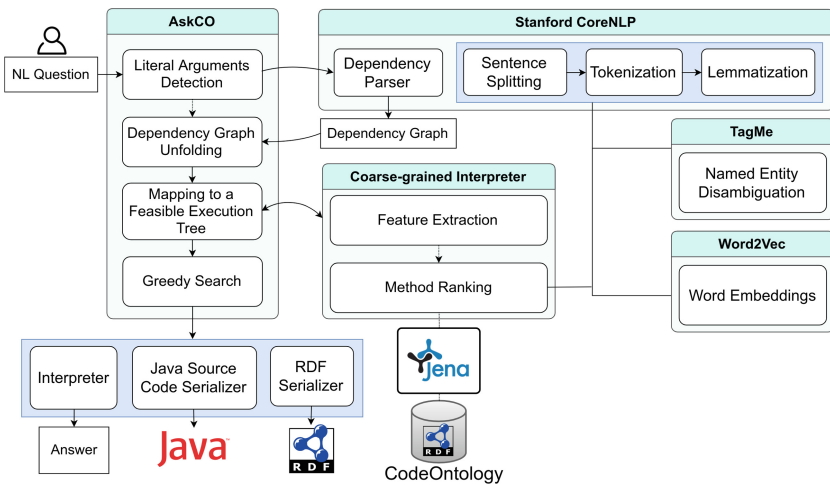 AskCO
Stanford CoreNLP
NL Question
Literal Arguments
Detection
Dependency
Parser
Sentence
Splitting
Tokenization
Lemmatization
Dependency Graph
Unfolding
Dependency Graph
TagMe
Named Entity
Disambiguation
Mapping to a
Feasible Execution
Tree
Coarse-grained Interpreter
Feature Extraction
Word2Vec
Greedy Search
Method Ranking
Word Embeddings
Interpreter
Java Source
Code Serializer
RDF
Serializer
Jena
Answer
Java™
RDF
RDF
CodeOntology